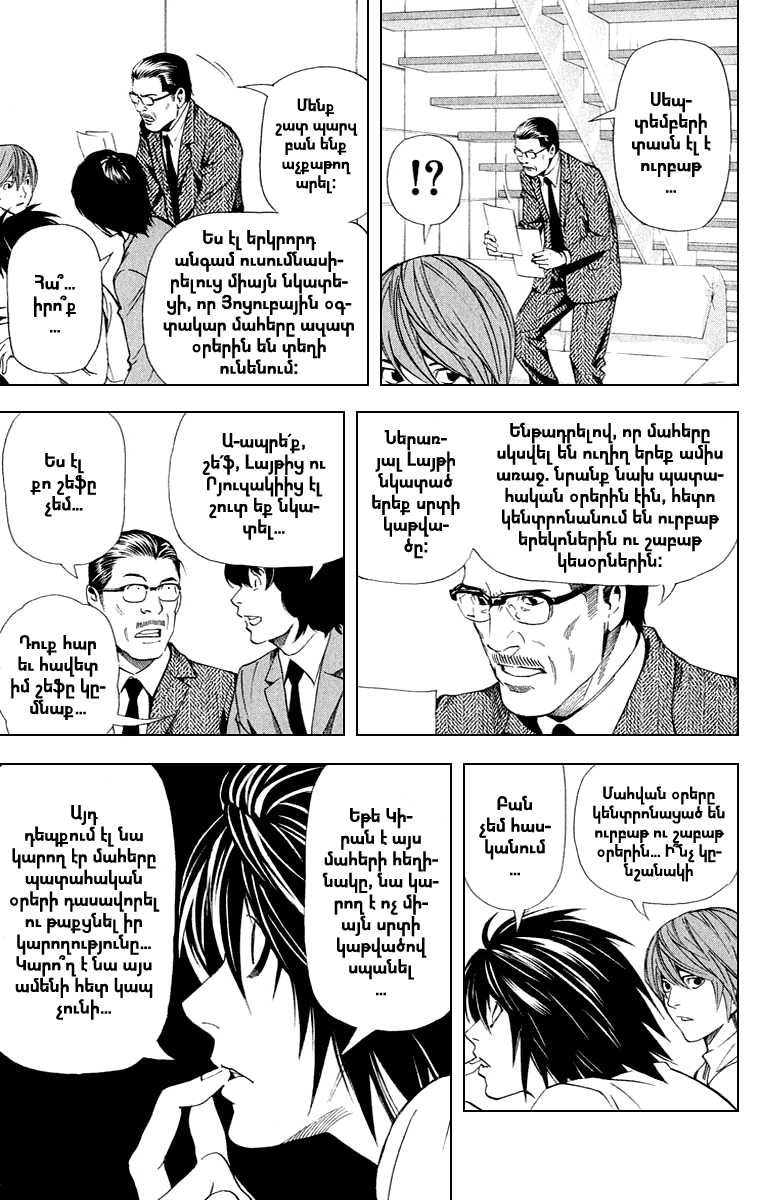 Սեպ-
տեմբերի
տասն էլ է
ուրբաթ
...
!?
Մենք
շատ պարզ
բան ենք
աչքաթող
արել:
Ես էլ երկրորդ
անգամ ուսումնասի-
րելուց միայն նկատե-
ցի, որ Յոցուբային օգ-
տակար մահերը ազատ
օրերին են տեղի
ունենում:
Հա՞...
իրո՞ք
...
Ենթադրելով, որ մահերը
սկսվել են ուղիղ երեք ամիս
առաջ. նրանք նախ պատա-
հական օրերին էին, հետո
կենտրոնանում են ուրբաթ
երեկոներին ու շաբաթ
կեսօրներին:
Ներառ-
յալ Լայթի
նկատած
երեք սրտի
կաթվա-
ծը:
Ա-ապրե՛ք,
շե՛ֆ, Լայթից ու
Րյուզակիից էլ
շուտ եք նկա-
տել...
Ես էլ
քո շեֆը
չեմ...
Դուք հար
եւ հավետ
իմ շեֆը կը-
մնաք...
Մահվան օրերը
կենտրոնացած են
ուրբաթ ու շաբաթ
օրերին... Ի՞նչ կը-
նշանակի
Բան
չեմ հաս-
կանում
...
Եթե Կի-
րան է այս
մահերի հեղի-
նակը, նա կա-
րող է ոչ մի-
այն սրտի
կաթվածով
սպանել
...
Այդ
դեպքում էլ նա
կարող էր մահերը
պատահական
օրերի դասավորել
ու թաքցնել իր
կարողությունը...
Կարո՞ղ է նա այս
ամենի հետ կապ
չունի...